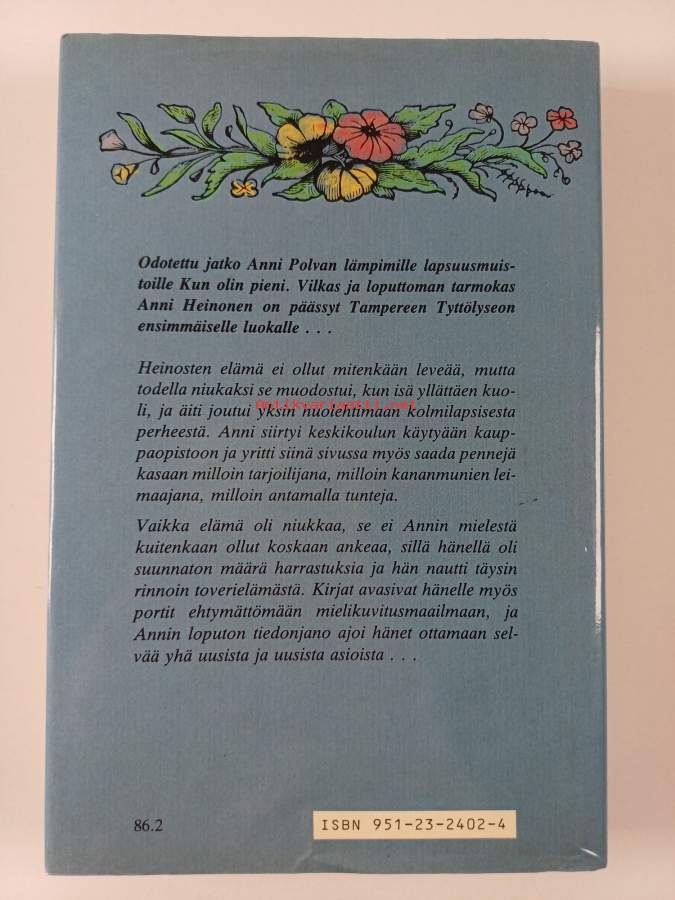 Odotettu jatko Anni Polvan lämpimille lapsuusmuis-
toille Kun olin pieni. Vilkas ja loputtoman tarmokas
Anni Heinonen on päässyt Tampereen Tyttölyseon
ensimmäiselle luokalle . . .
Heinosten elämä ei ollut mitenkään leveää, mutta
todella niukaksi se muodostui, kun isä yllättäen kuo-
li, ja äiti joutui yksin huolehtimaan kolmilapsisesta
antikvariaatti.net
perheestä. Anni siirtyi keskikoulun käytyään kaup-
paopistoon ja yritti siinä sivussa myös saada pennejä
kasaan milloin tarjoilijana, milloin kananmunien lei-
maajana, milloin antamalla tunteja.
Vaikka elämä oli niukkaa, se ei Annin mielestä
kuitenkaan ollut koskaan ankeaa, sillä hänellä oli
suunnaton määrä harrastuksia ja hän nautti täysin
rinnoin toverielämästä. Kirjat avasivat hänelle myös
portit ehtymättömään mielikuvitusmaailmaan, ja
Annin loputon tiedonjano ajoi hänet ottamaan sel-
vää yhä uusista ja uusista asioista . . .
86.2
ISBN 951-23-2402-4